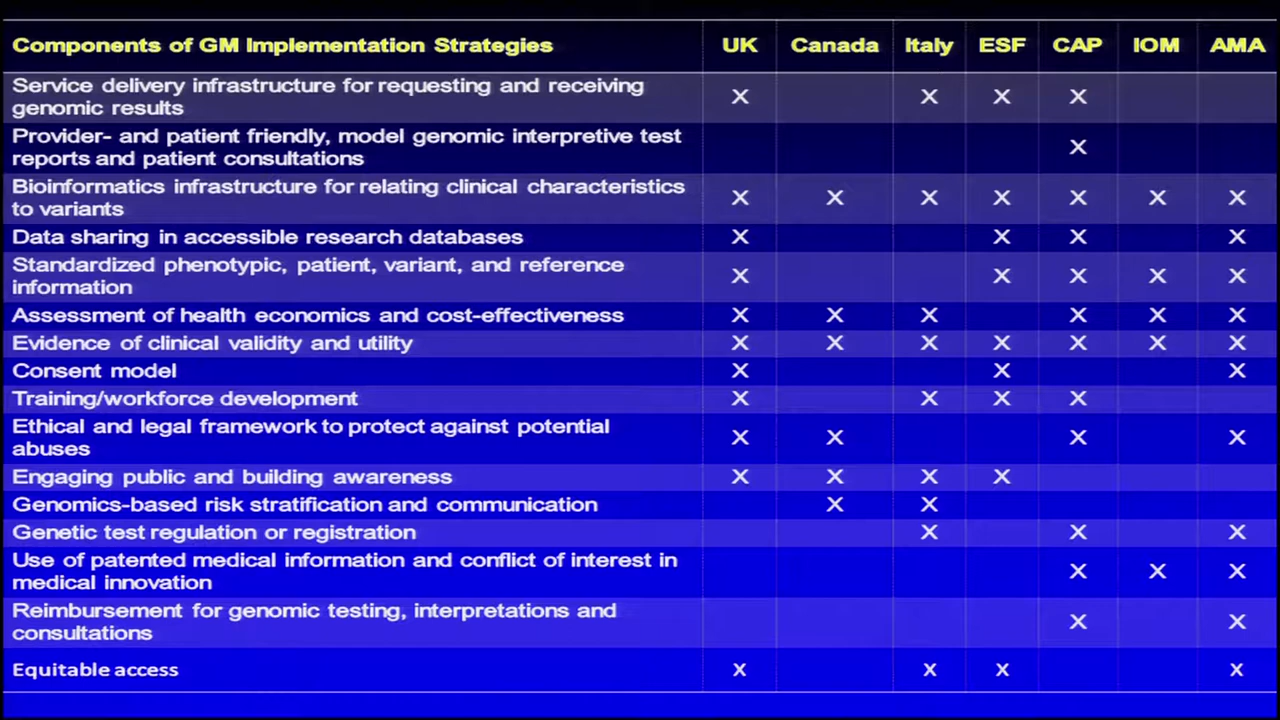 Components of GM Implementation Strategies UK Canada Italy ESF CAP IOM AMA
Service delivery infrastructure for requesting and receiving
genomic results X X X X
Provider- and patient friendly, model genomic interpretive test
reports and patient consultations X
Bioinformatics infrastructure for relating clinical characteristics
to variants X X X X X X X
Data sharing in accessible research databases X X X X
Standardized phenotypic, patient, variant, and reference
information X X X X X
Assessment of health economics and cost-effectiveness X X X X X X
Evidence of clinical validity and utility X X X X X X X
Consent model X X X
Training/workforce development X X X X
Ethical and legal framework to protect against potential
abuses X X X X
Engaging public and building awareness X X X X
Genomics-based risk stratification and communication X X
Genetic test regulation or registration X X X
Use of patented medical information and conflict of interest in
medical innovation X X X
Reimbursement for genomic testing, interpretations and
consultations X X
Equitable access X X X X